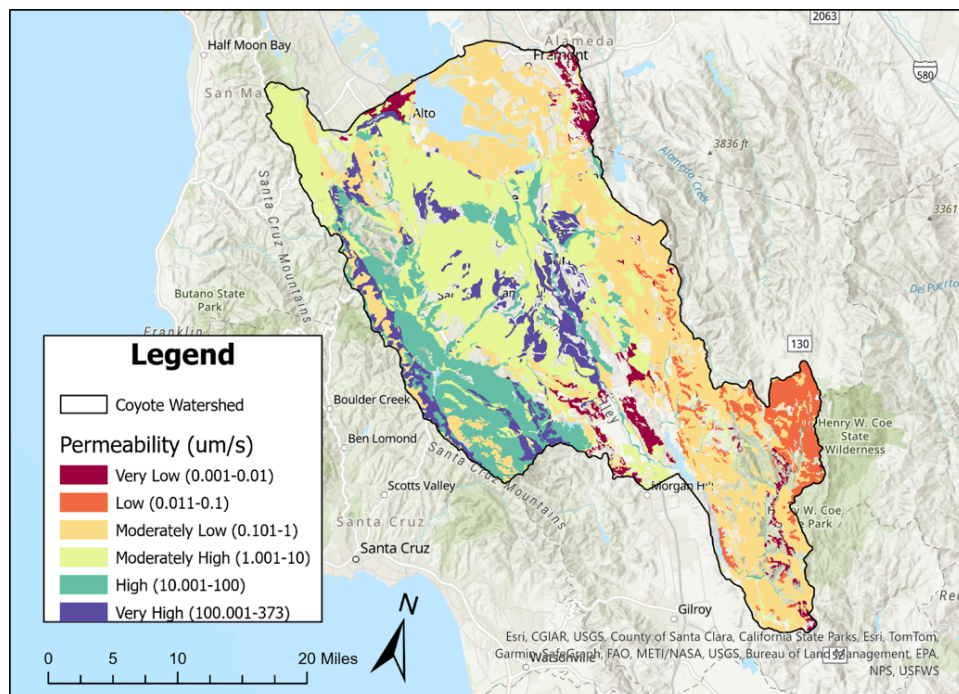 2063
Half Moon Bay
Alameda
Fremont
580
San Ma
Alto
3836 ft
Alameda Creek
3361
Santa Cruz Mountains
Butano State
Park
Del Puerto
Franklin
130
Legend
Coyote Watershed
Boulder Creek
Henry W. Coe
State
Wilderness
Permeability (um/s)
Ben Lomond
Very Low (0.001-0.01)
Low (0.011-0.1)
Santa Cruz Mountains
Scotts Valley
Morgan Hill
Moderately Low (0.101-1)
Santa Cruz
Moderately High (1.001-10)
Santa Cruz
High (10.001-100)
Very High (100.001-373)
N
Gilroy
Esri, CGIAR, USGS, County of Santa Clara, California State Parks, Esri, TomTom,
Garmin, SafeGraph, FAO, METI/NASA, USGS, Bureau of Land Management, EPA,
NPS, USFWS
Watsonville
152
0 5 10 20 Miles